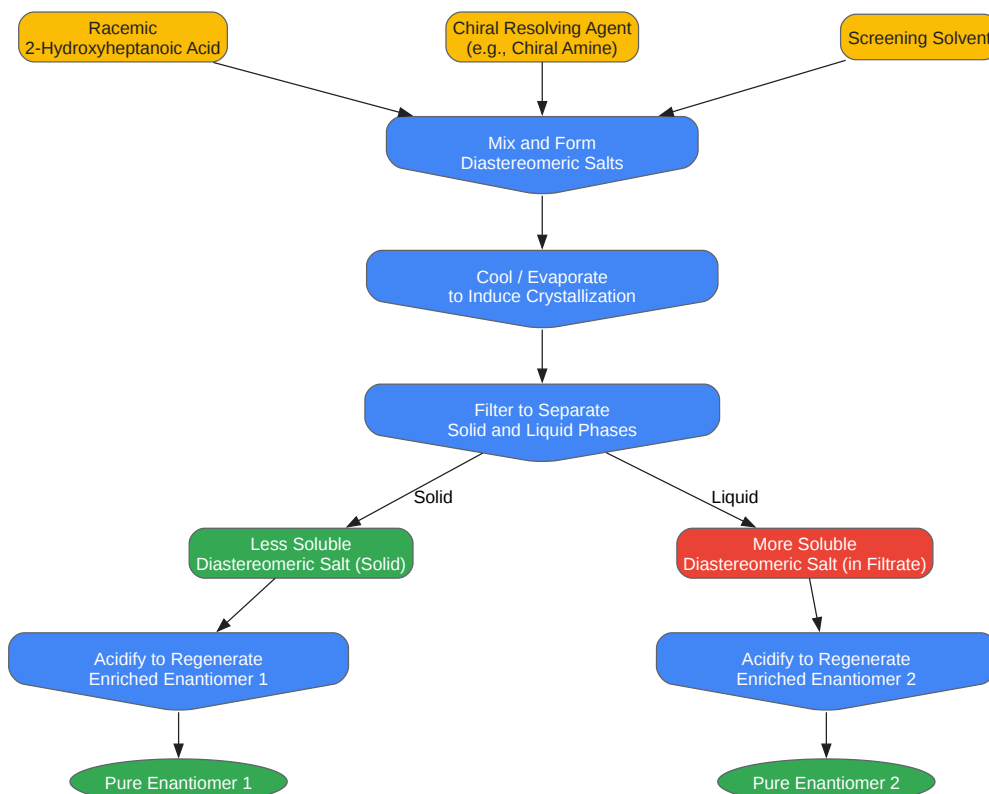 Racemic
2-Hydroxyheptanoic Acid
Chiral Resolving Agent
(e.g., Chiral Amine)
Screening Solvent
Mix and Form
Diastereomeric Salts
Cool / Evaporate
to Induce Crystallization
Filter to Separate
Solid and Liquid Phases
Solid
Liquid
Less Soluble
Diastereomeric Salt (Solid)
More Soluble
Diastereomeric Salt (in Filtrate)
Acidify to Regenerate
Enriched Enantiomer 1
Acidify to Regenerate
Enriched Enantiomer 2
Pure Enantiomer 1
Pure Enantiomer 2